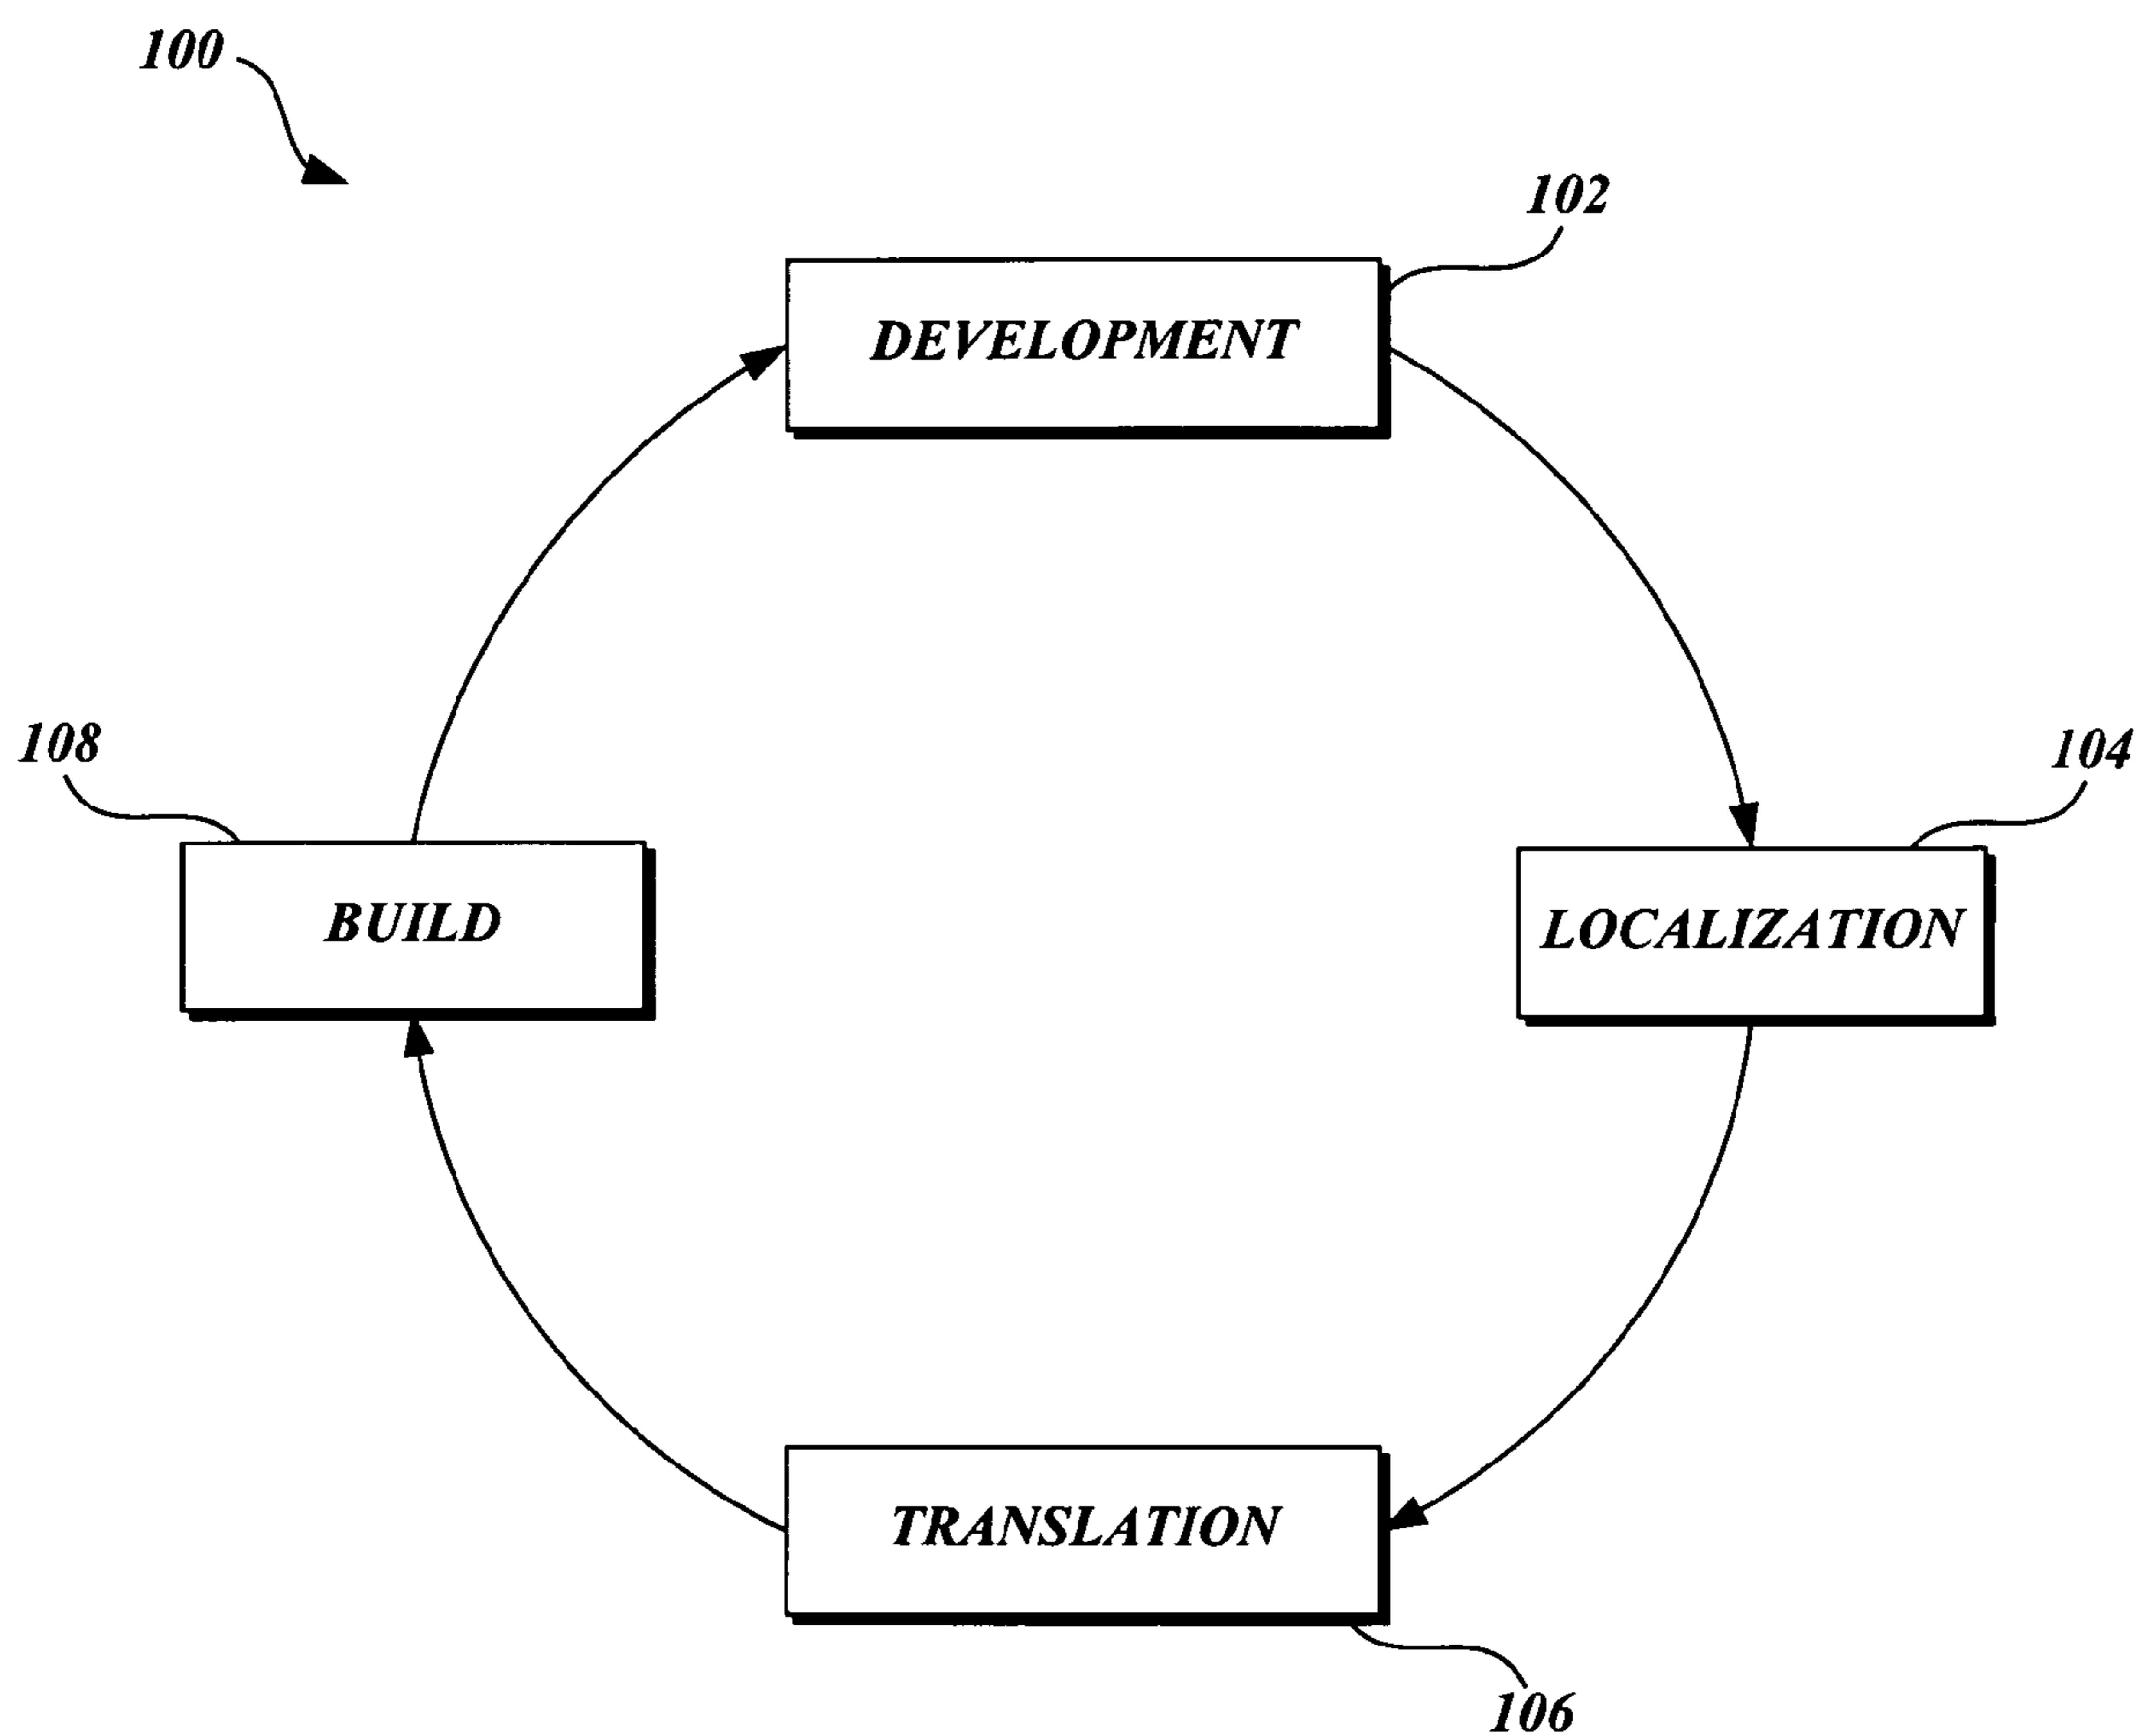 100
102
DEVELOPMENT
108
104
BUILD
LOCALIZATION
TRANSLATION
106